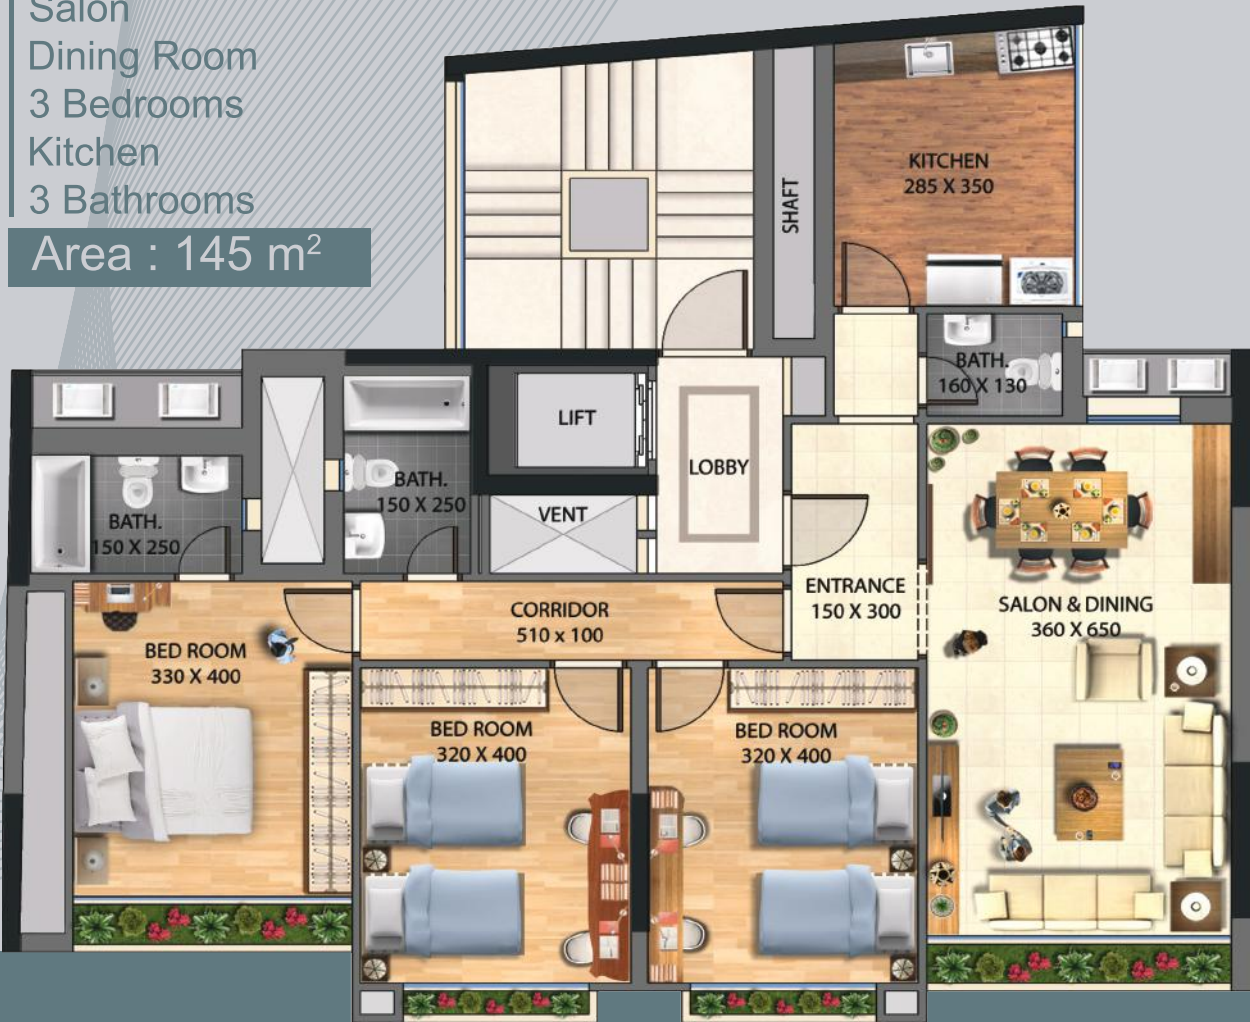 Salon
Dining Room
3 Bedrooms
Kitchen
3 Bathrooms
Area : 145 m²
KITCHEN
285 X 350
SHAFT
BATH.
160 X 130
LIFT
LOBBY
VENT
BATH.
150 X 250
BATH.
150 X 250
ENTRANCE
150 X 300
SALON & DINING
360 X 650
CORRIDOR
510 x 100
BED ROOM
330 X 400
BED ROOM
320 X 400
BED ROOM
320 X 400